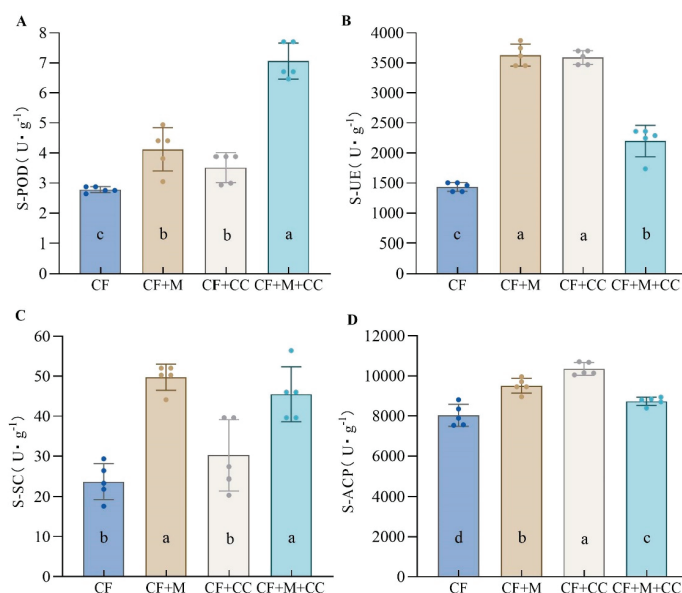 A
S-POD( U· g⁻¹)
8
7
6
5
4
3
2
1
0
c
b
b
a
CF
CF+M
CF+CC
CF+M+CC
B
S-UE( U· g⁻¹)
4000
3500
3000
2500
2000
1500
1000
500
0
c
a
a
b
CF
CF+M
CF+CC
CF+M+CC
C
S-SC( U· g⁻¹)
60
50
40
30
20
10
0
b
a
b
a
CF
CF+M
CF+CC
CF+M+CC
D
S-ACP( U· g⁻¹)
12000
10000
8000
6000
4000
2000
0
d
b
a
c
CF
CF+M
CF+CC
CF+M+CC